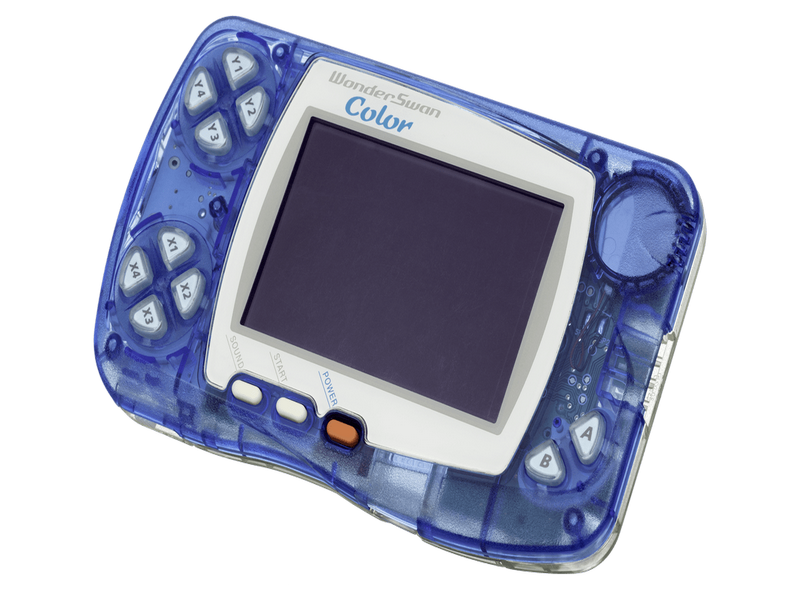 WonderSwan
Color
Y1
Y4
Y2
Y3
X1
X4
X2
X3
SOUND
START
POWER
A
B